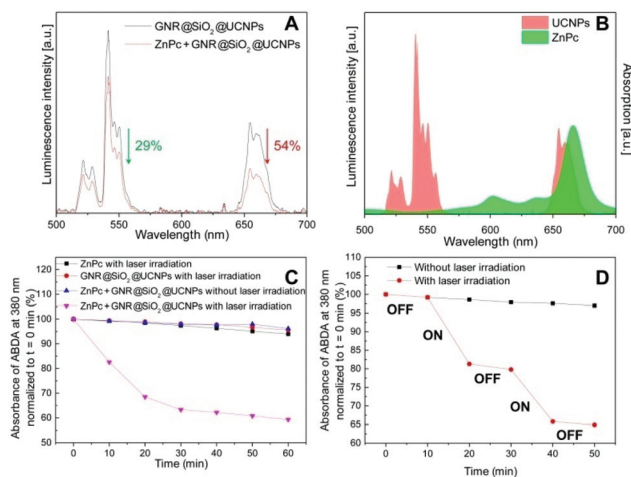 A
GNR@SiO2@UCNPs
ZnPc+GNR@SiO2@UCNPs
29%
54%
Luminescence intensity [a.u.]
500 550 600 650 700
Wavelength (nm)
B
UCNPs
ZnPc
Luminescence intensity [a.u.]
Absorption [a.u.]
500 550 600 650 700
Wavelength (nm)
C
ZnPc with laser irradiation
GNR@SiO2@UCNPs with laser irradiation
ZnPc + GNR@SiO2@UCNPs without laser irradiation
ZnPc + GNR@SiO2@UCNPs with laser irradiation
Absorbance of ABDA at 380 nm
normalized to t = 0 min (%)
120
110
100
90
80
70
60
50
0 10 20 30 40 50 60
Time (min)
D
Without laser irradiation
With laser irradiation
OFF
ON
OFF
ON
OFF
Absorbance of ABDA at 380 nm
normalized to t = 0 min (%)
105
100
95
90
85
80
75
70
65
60
0 10 20 30 40 50
Time (min)